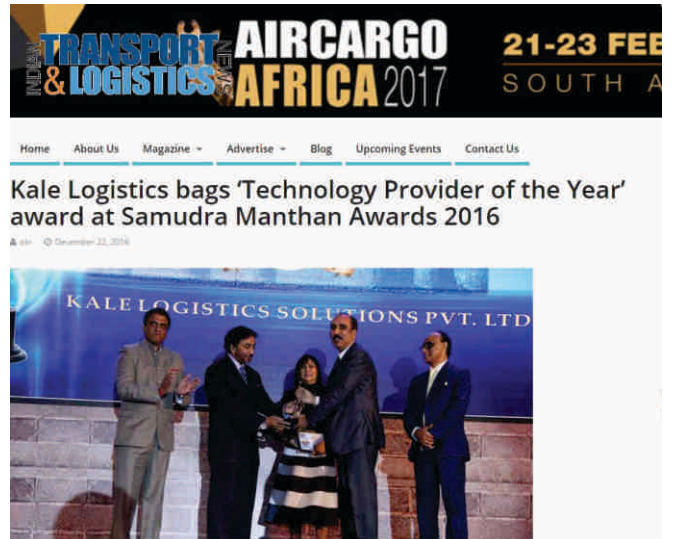 INDIAN TRANSPORT & LOGISTICS NEWS
AIRCARGO
AFRICA 2017
21-23 FEB
SOUTH A
Home About Us Magazine Advertise Blog Upcoming Events Contact Us
Kale Logistics bags ‘Technology Provider of the Year’
award at Samudra Manthan Awards 2016
December 22, 2016
KALE LOGISTICS SOLUTIONS PVT. LTD